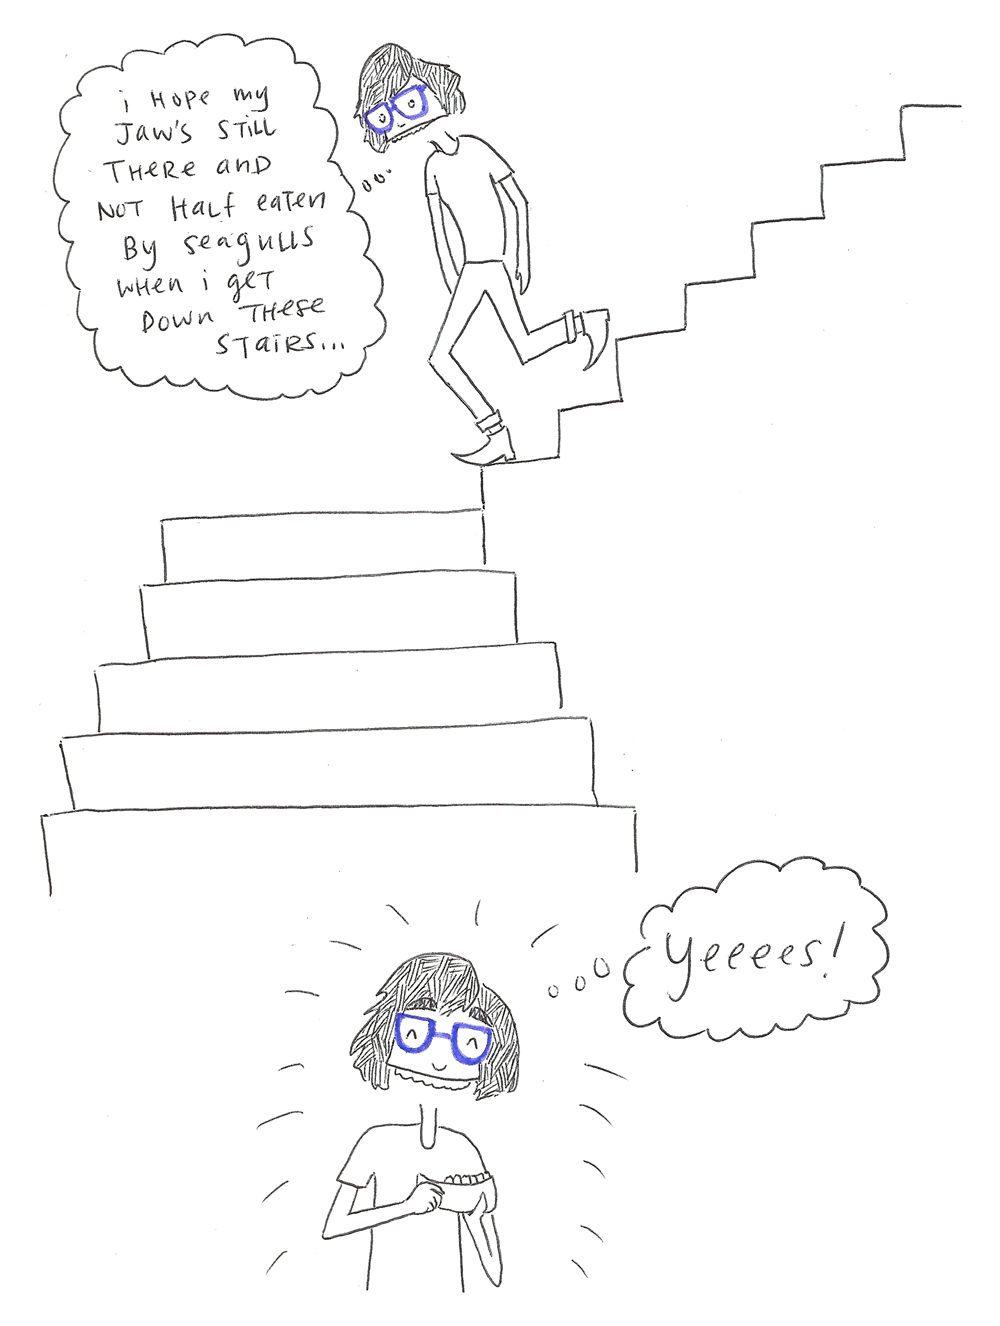 i Hope my
Jaw's STiLL
THeRe anD
NOT HaLf eaTen
By SeaguLLS
WHen i geT
DOWn THese
STaiRS...
yeeees!